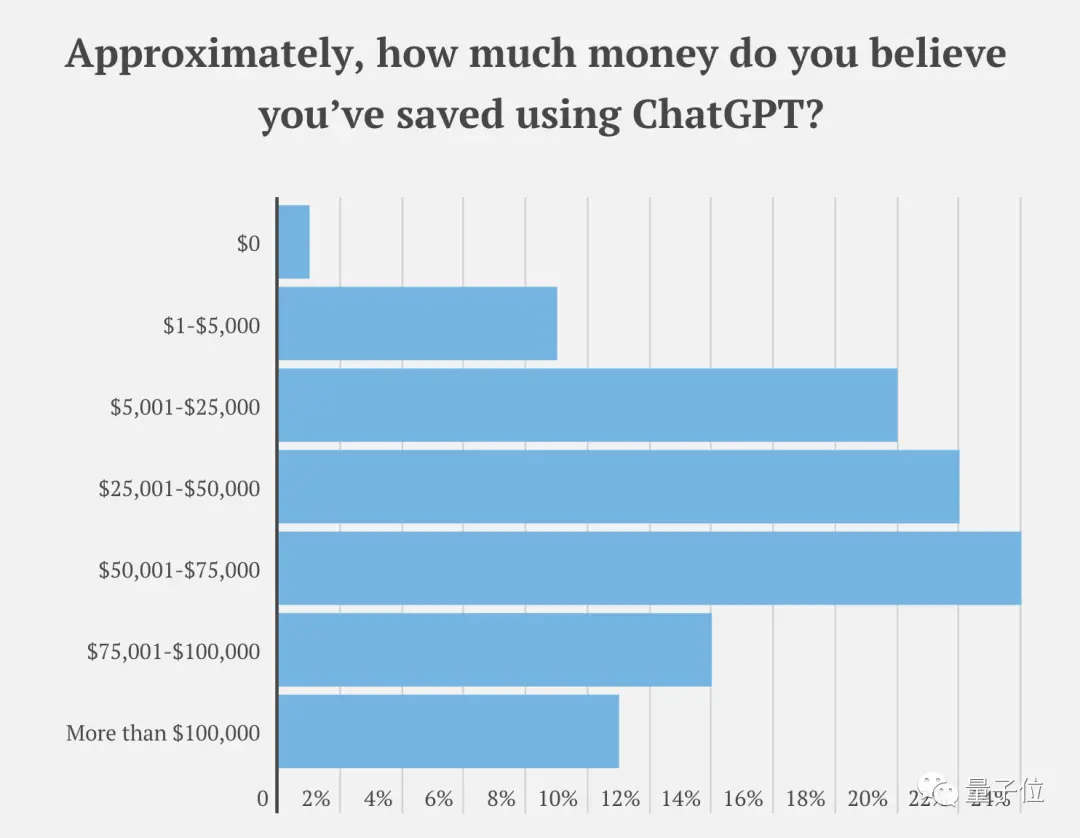 Approximately, how much money do you believe
you’ve saved using ChatGPT?
$0
$1-$5,000
$5,001-$25,000
$25,001-$50,000
$50,001-$75,000
$75,001-$100,000
More than $100,000
0 2% 4% 6% 8% 10% 12% 14% 16% 18% 20% 22% 24%
量子位